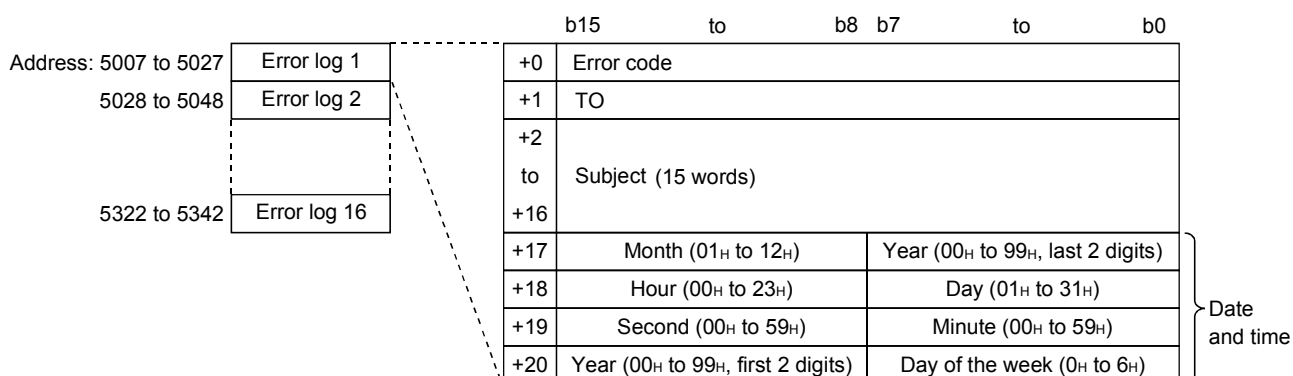 b15 to b8 b7 to b0
Address: 5007 to 5027 Error log 1 +0 Error code
5028 to 5048 Error log 2 +1 TO
+2
to Subject (15 words)
5322 to 5342 Error log 16 +16
+17 Month (01H to 12H) Year (00H to 99H, last 2 digits)
+18 Hour (00H to 23H) Day (01H to 31H)
+19 Second (00H to 59H) Minute (00H to 59H)
+20 Year (00H to 99H, first 2 digits) Day of the week (0H to 6H)
Date
and time